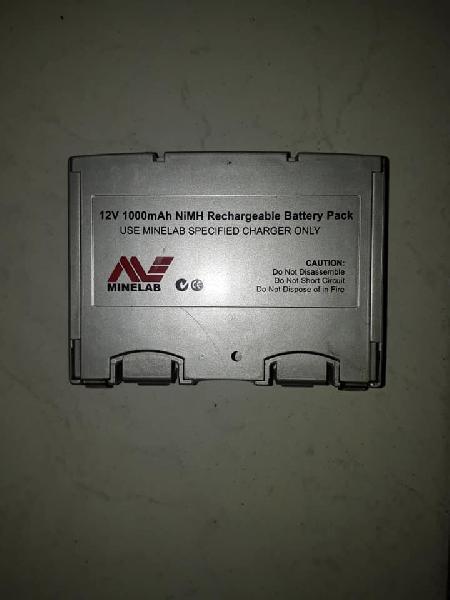 12V 1000mAh NiMH Rechargeable Battery Pack
USE MINELAB SPECIFIED CHARGER ONLY
MINELAB
CE
CAUTION:
Do Not Disassemble
Do Not Short Circuit
Do Not Dispose of in Fire